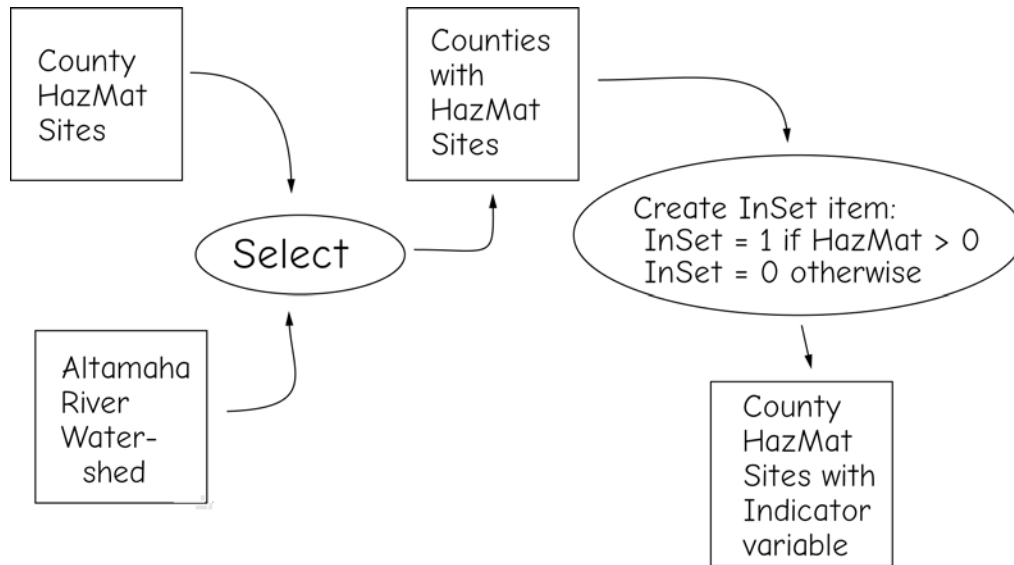 County
HazMat
Sites
Counties
with
HazMat
Sites
Create InSet item:
InSet = 1 if HazMat > 0
InSet = 0 otherwise
Select
Altamaha
River
Water-
shed
County
HazMat
Sites with
Indicator
variable